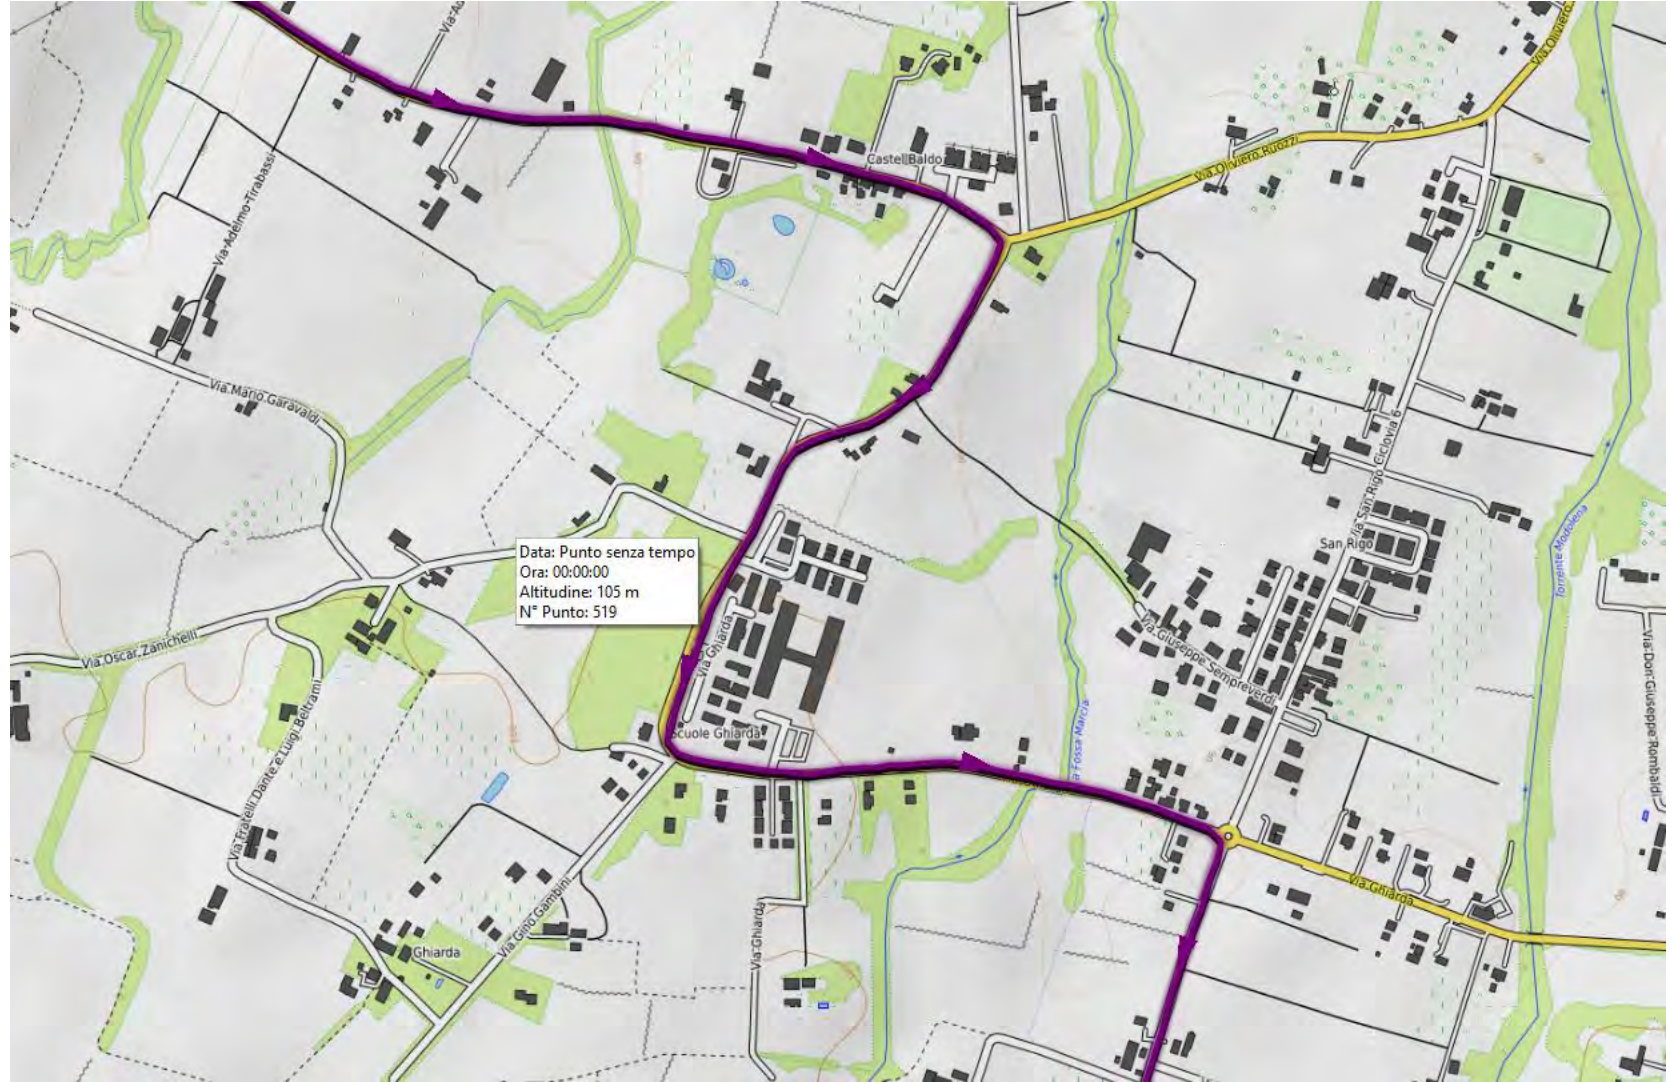 Via Oliviero Ruozzi
Castel Baldo
Via Adelmo Tirabassi
Via Mario Garavaldi
Via San Rigo Ciclovia 6
San Rigo
Torrente Modolena
Data: Punto senza tempo
Ora: 00:00:00
Altitudine: 105 m
N° Punto: 519
Via Oscar Zanichelli
Via Ghiarda
Via Giuseppe Sempreverdi
Via Don Giuseppe Rombaldi
Via Fratelli Dante e Luigi Beltrami
Scuole Ghiarda
a Fossa Marcia
Via Ghiarda
Via Gino Gambini
Via Ghiarda
Ghiarda